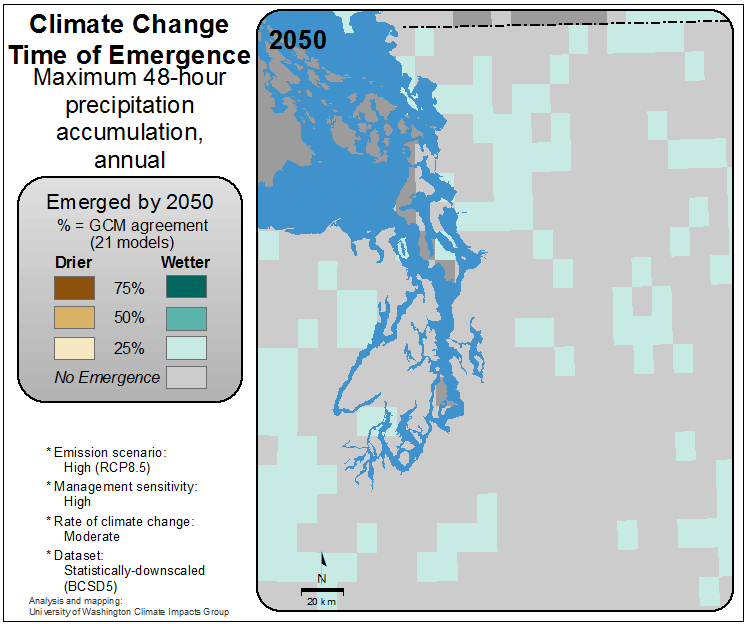 Climate Change
Time of Emergence
Maximum 48-hour
precipitation
accumulation,
annual
Emerged by 2050
% = GCM agreement
(21 models)
Drier Wetter
75%
50%
25%
No Emergence
* Emission scenario:
High (RCP8.5)
* Management sensitivity:
High
* Rate of climate change:
Moderate
* Dataset:
Statistically-downscaled
(BCSD5)
Analysis and mapping:
University of Washington Climate Impacts Group
2050
N
20 km